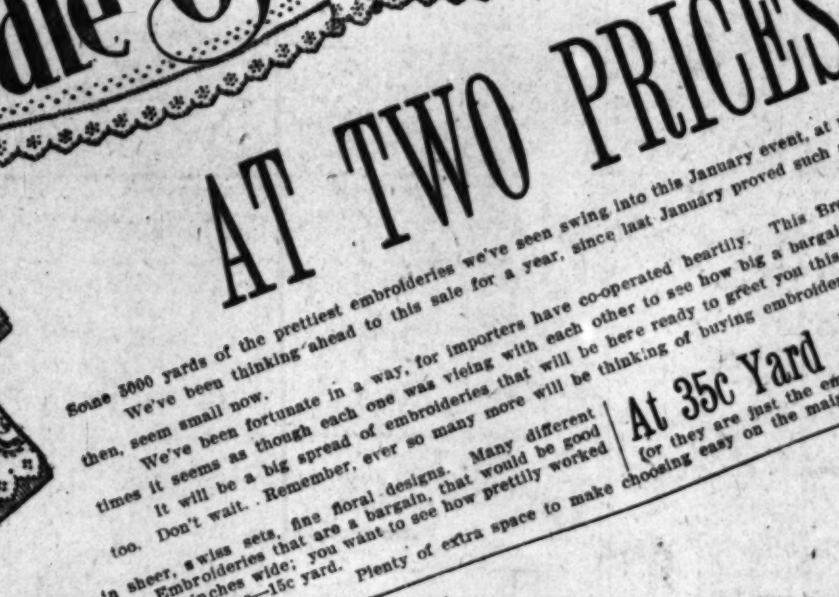 AT TWO PRICES
Some 5000 yards of the prettiest embroideries we've seen swing into this January event, at
We've been thinking ahead to this sale for a year, since last January proved such
then, seem small now.
We've been fortunate in a way, for importers have co-operated heartily. This
times it seems as though each one was vieing with each other to see how big a bargain
It will be a big spread of embroideries that will be here ready to greet you this
too. Don't wait. Remember, ever so many more will be thinking of buying
in sheer, swiss sets, fine floral designs. Many different
Embroideries that are a bargain, that would be good
inches wide; you want to see how prettily worked
—15c yard.
At 35c Yard
(or they are just the
Plenty of extra space to make choosing easy on the